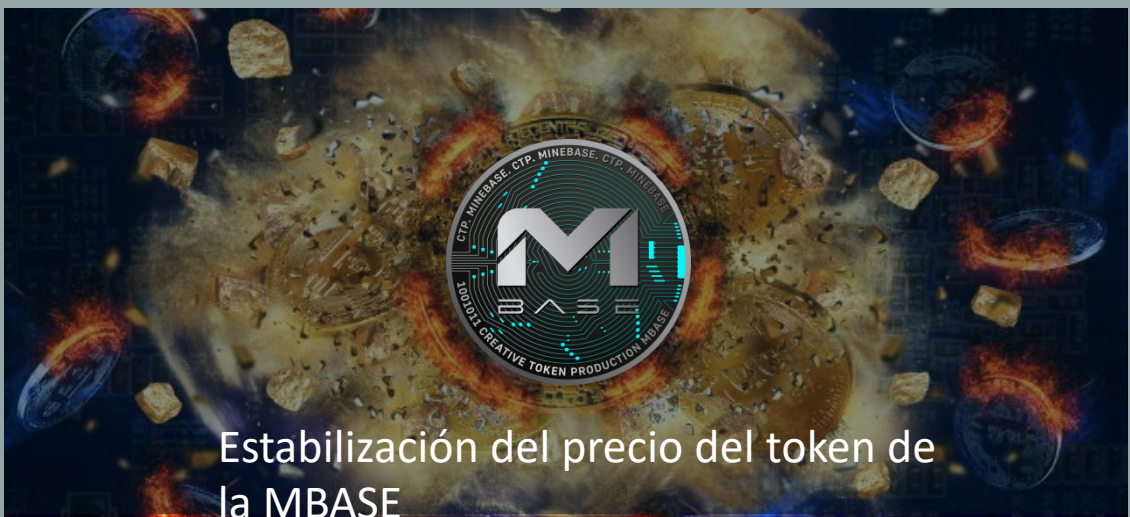 CTP. MINEBASE. CTP. MINEBASE. CTP. MINEBASE
M
BASE
1001011 CREATIVE TOKEN PRODUCTION MBASE
Estabilización del precio del token de
la MBASE